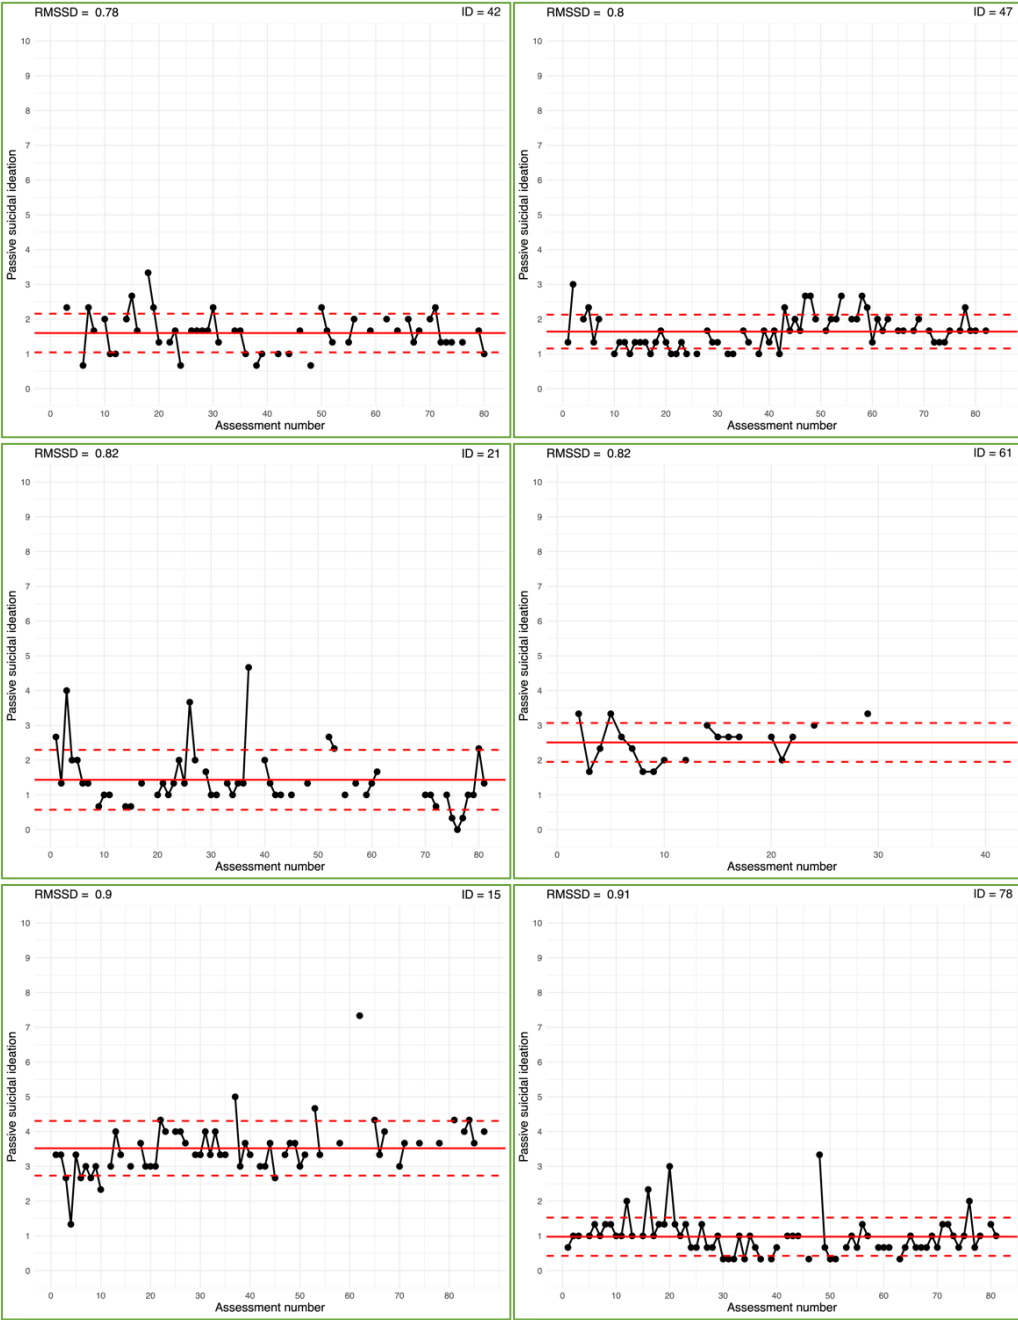 RMSSD = 0.78 ID = 42
10
9
8
7
6
5
4
3
2
1
0
Passive suicidal ideation
0 10 20 30 40 50 60 70 80
Assessment number
RMSSD = 0.8 ID = 47
10
9
8
7
6
5
4
3
2
1
0
Passive suicidal ideation
0 10 20 30 40 50 60 70 80
Assessment number
RMSSD = 0.82 ID = 21
10
9
8
7
6
5
4
3
2
1
0
Passive suicidal ideation
0 10 20 30 40 50 60 70 80
Assessment number
RMSSD = 0.82 ID = 61
10
9
8
7
6
5
4
3
2
1
0
Passive suicidal ideation
0 10 20 30 40
Assessment number
RMSSD = 0.9 ID = 15
10
9
8
7
6
5
4
3
2
1
0
Passive suicidal ideation
0 10 20 30 40 50 60 70 80
Assessment number
RMSSD = 0.91 ID = 78
10
9
8
7
6
5
4
3
2
1
0
Passive suicidal ideation
0 10 20 30 40 50 60 70 80
Assessment number